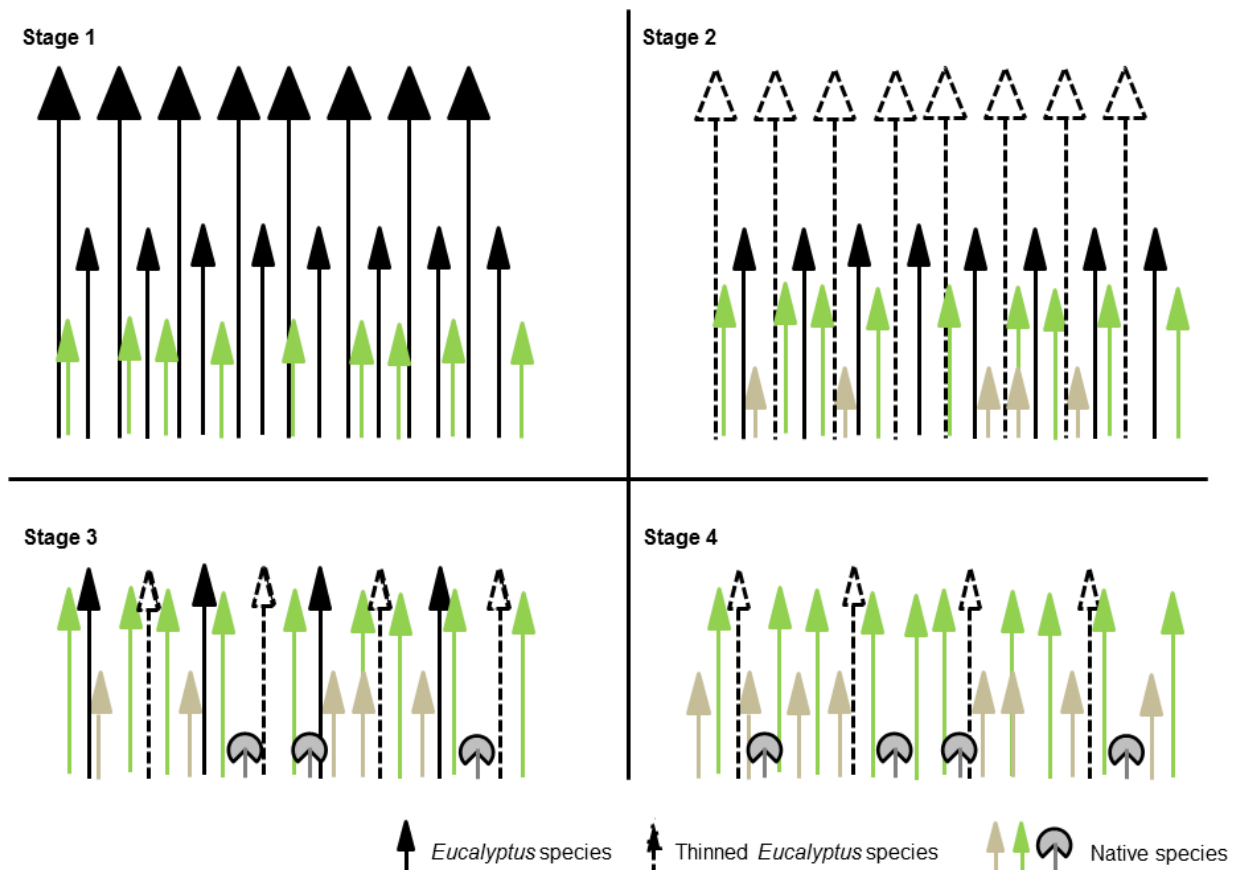 Stage 1
Stage 2
Stage 3
Stage 4
Eucalyptus species
Thinned Eucalyptus species
Native species